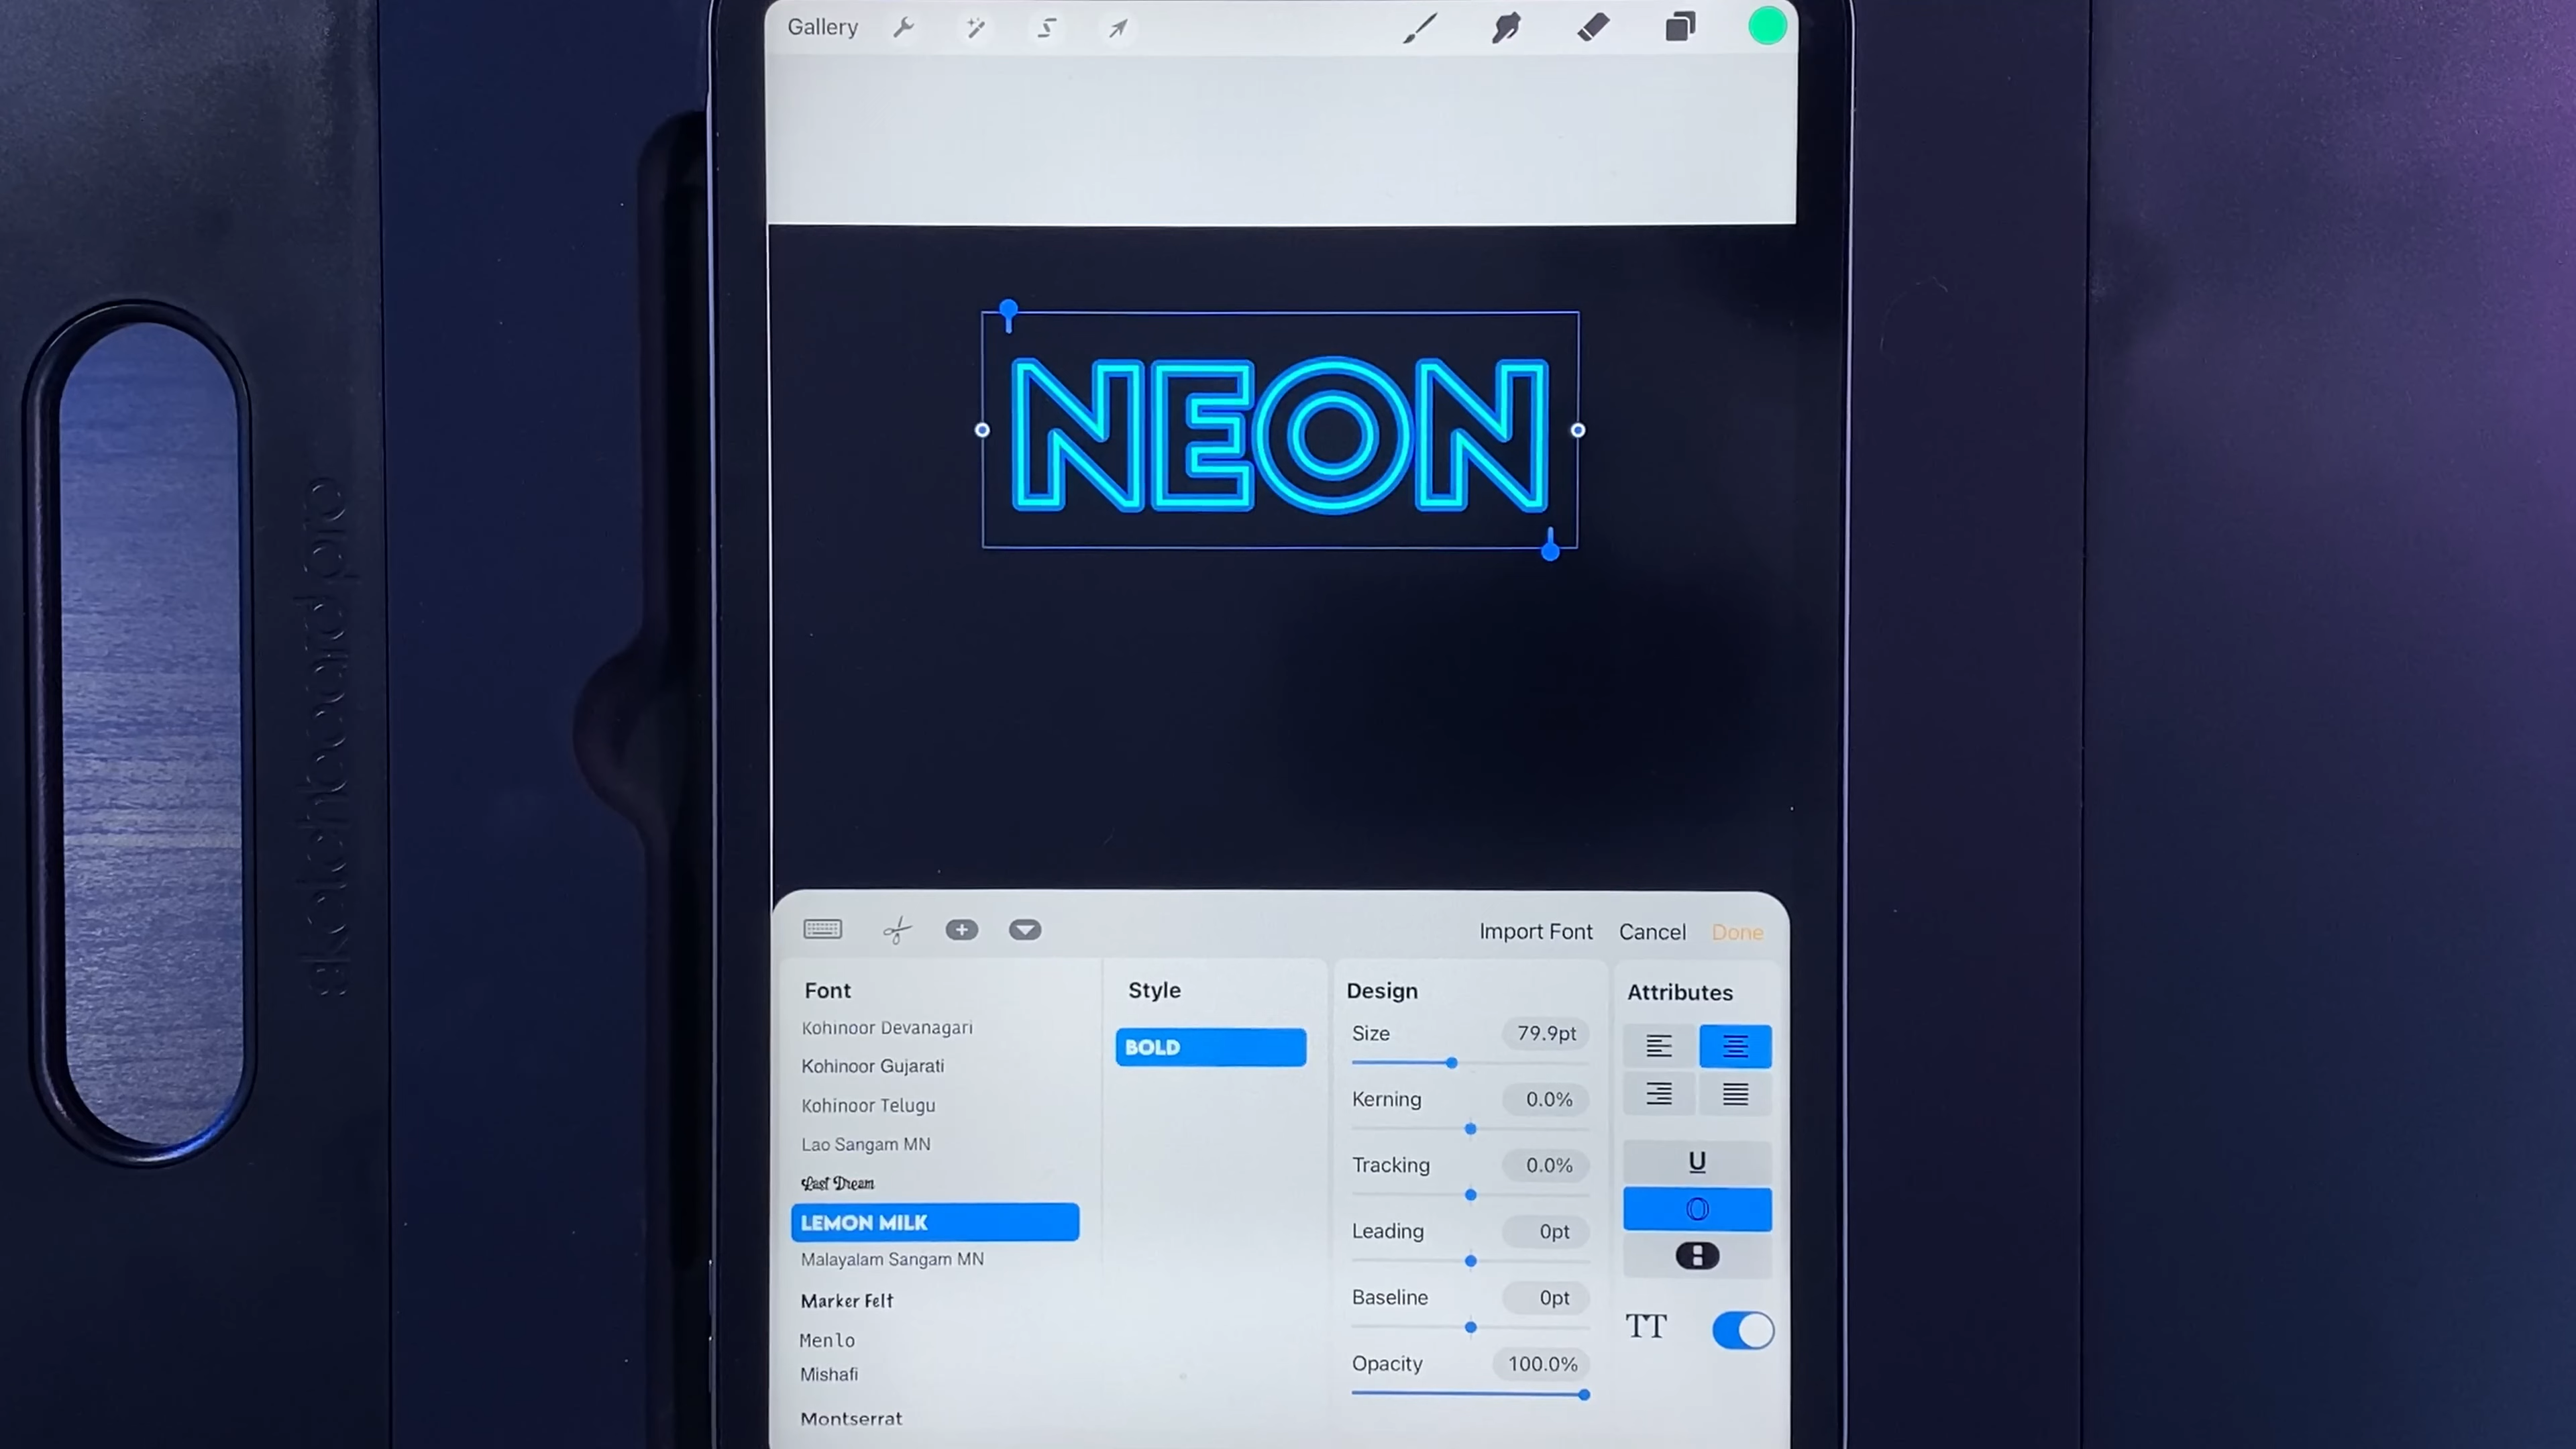 Gallery
NEON
sketchboard pro
Import Font Cancel Done
Font
Kohinoor Devanagari
Kohinoor Gujarati
Kohinoor Telugu
Lao Sangam MN
Last Dream
LEMON MILK
Malayalam Sangam MN
Marker Felt
Menlo
Mishafi
Montserrat
Style
BOLD
Design
Size 79.9pt
Kerning 0.0%
Tracking 0.0%
Leading 0pt
Baseline 0pt
Opacity 100.0%
Attributes
U
O
TT